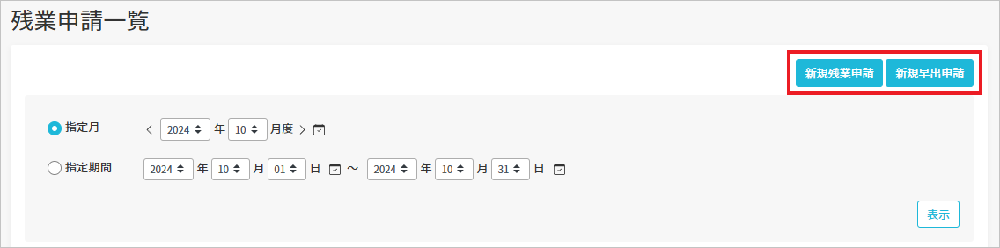 残業申請一覧
新規残業申請 新規早出申請
指定月 2024 年 10 月度
指定期間 2024 年 10 月 01 日 ～ 2024 年 10 月 31 日
表示